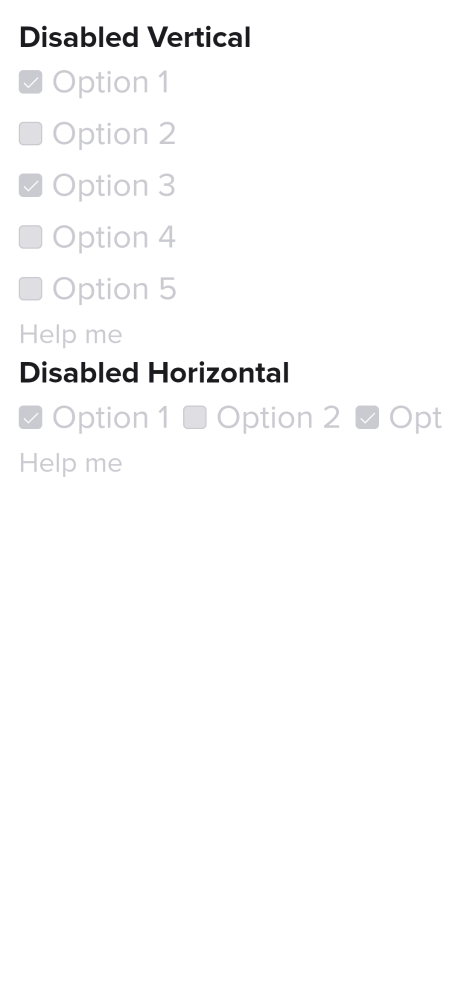 Disabled Vertical
Option 1
Option 2
Option 3
Option 4
Option 5
Help me
Disabled Horizontal
Option 1 Option 2 Opt
Help me